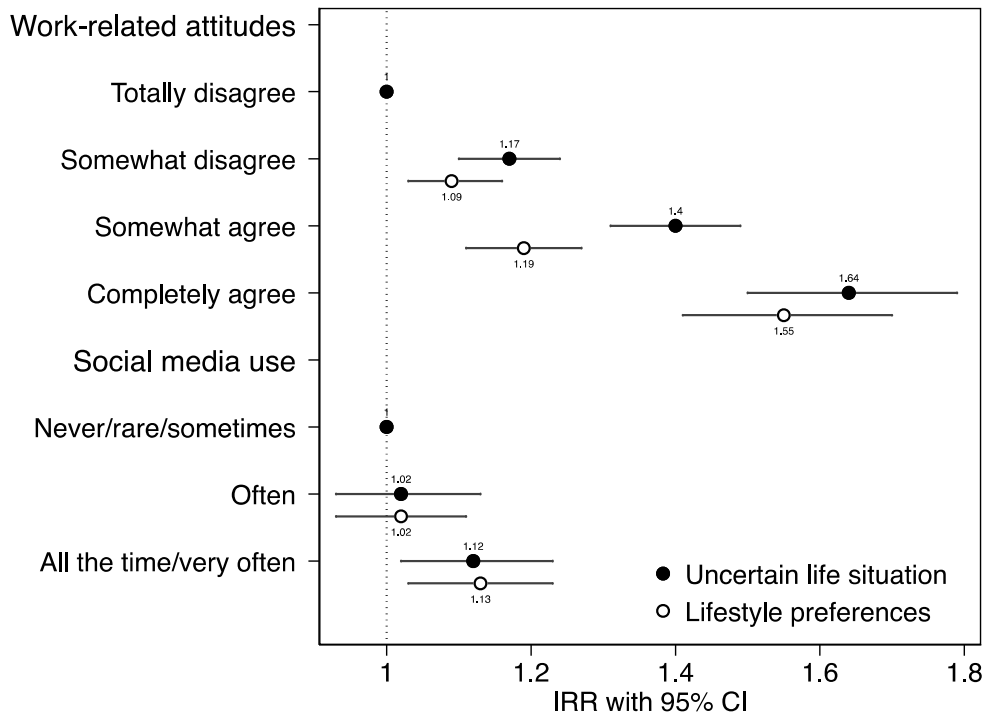 Work-related attitudes
Totally disagree
1
Somewhat disagree
1.17
1.09
Somewhat agree
1.4
1.19
Completely agree
1.64
1.55
Social media use
Never/rare/sometimes
1
Often
1.02
1.02
All the time/very often
1.12
1.13
Uncertain life situation
Lifestyle preferences
1 1.2 1.4 1.6 1.8
IRR with 95% CI